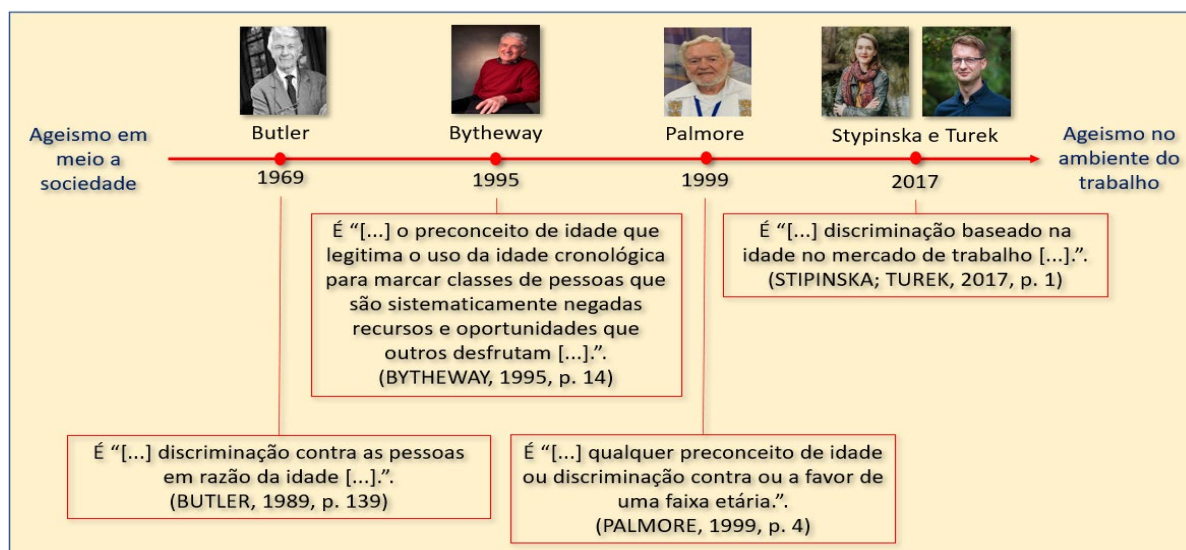 Ageismo em
meio a
sociedade
Butler
Bytheway
Palmore
Stypinska e Turek
Ageismo no
ambiente do
trabalho
1969
1995
1999
2017
É “[...] o preconceito de idade que
legitima o uso da idade cronológica
para marcar classes de pessoas que
são sistematicamente negadas
recursos e oportunidades que
outros desfrutam [...].”.
(BYTHEWAY, 1995, p. 14)
É “[...] discriminação baseado na
idade no mercado de trabalho [...].”.
(STIPINSKA; TUREK, 2017, p. 1)
É “[...] discriminação contra as pessoas
em razão da idade [...].”.
(BUTLER, 1989, p. 139)
É “[...] qualquer preconceito de idade
ou discriminação contra ou a favor de
uma faixa etária.”.
(PALMORE, 1999, p. 4)